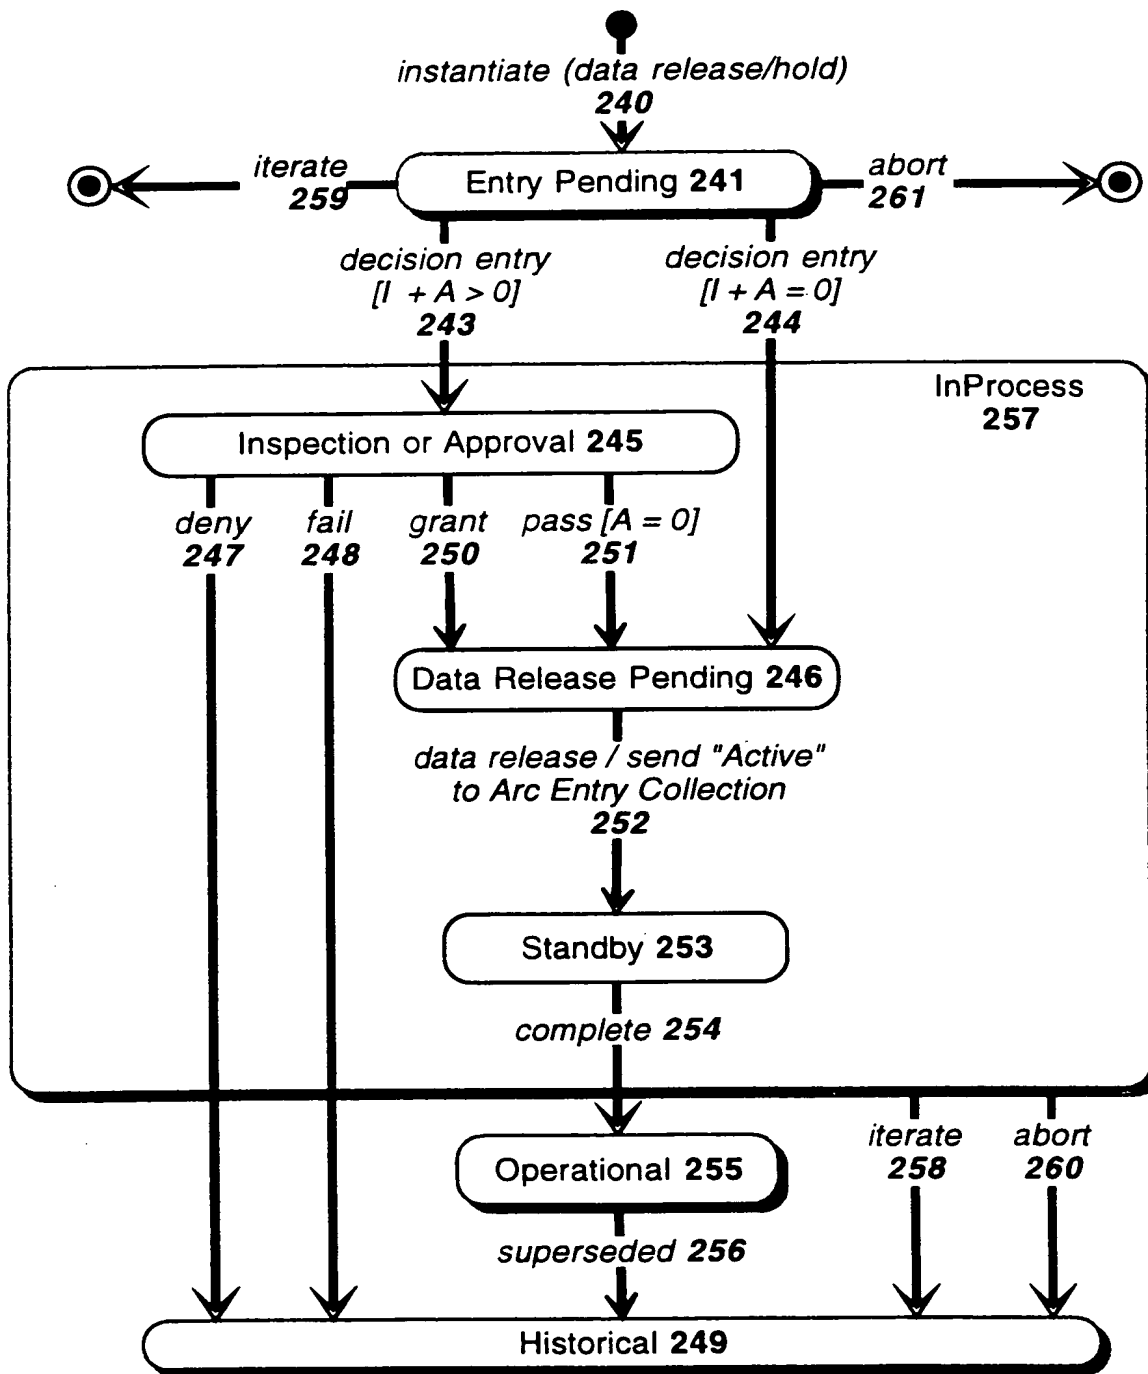 instantiate (data release/hold)
240
iterate
259
Entry Pending 241
abort
261
decision entry
[I + A > 0]
243
decision entry
[I + A = 0]
244
InProcess
257
Inspection or Approval 245
deny
247
fail
248
grant
250
pass [A = 0]
251
Data Release Pending 246
data release / send "Active"
to Arc Entry Collection
252
Standby 253
complete 254
Operational 255
iterate
258
abort
260
superseded 256
Historical 249